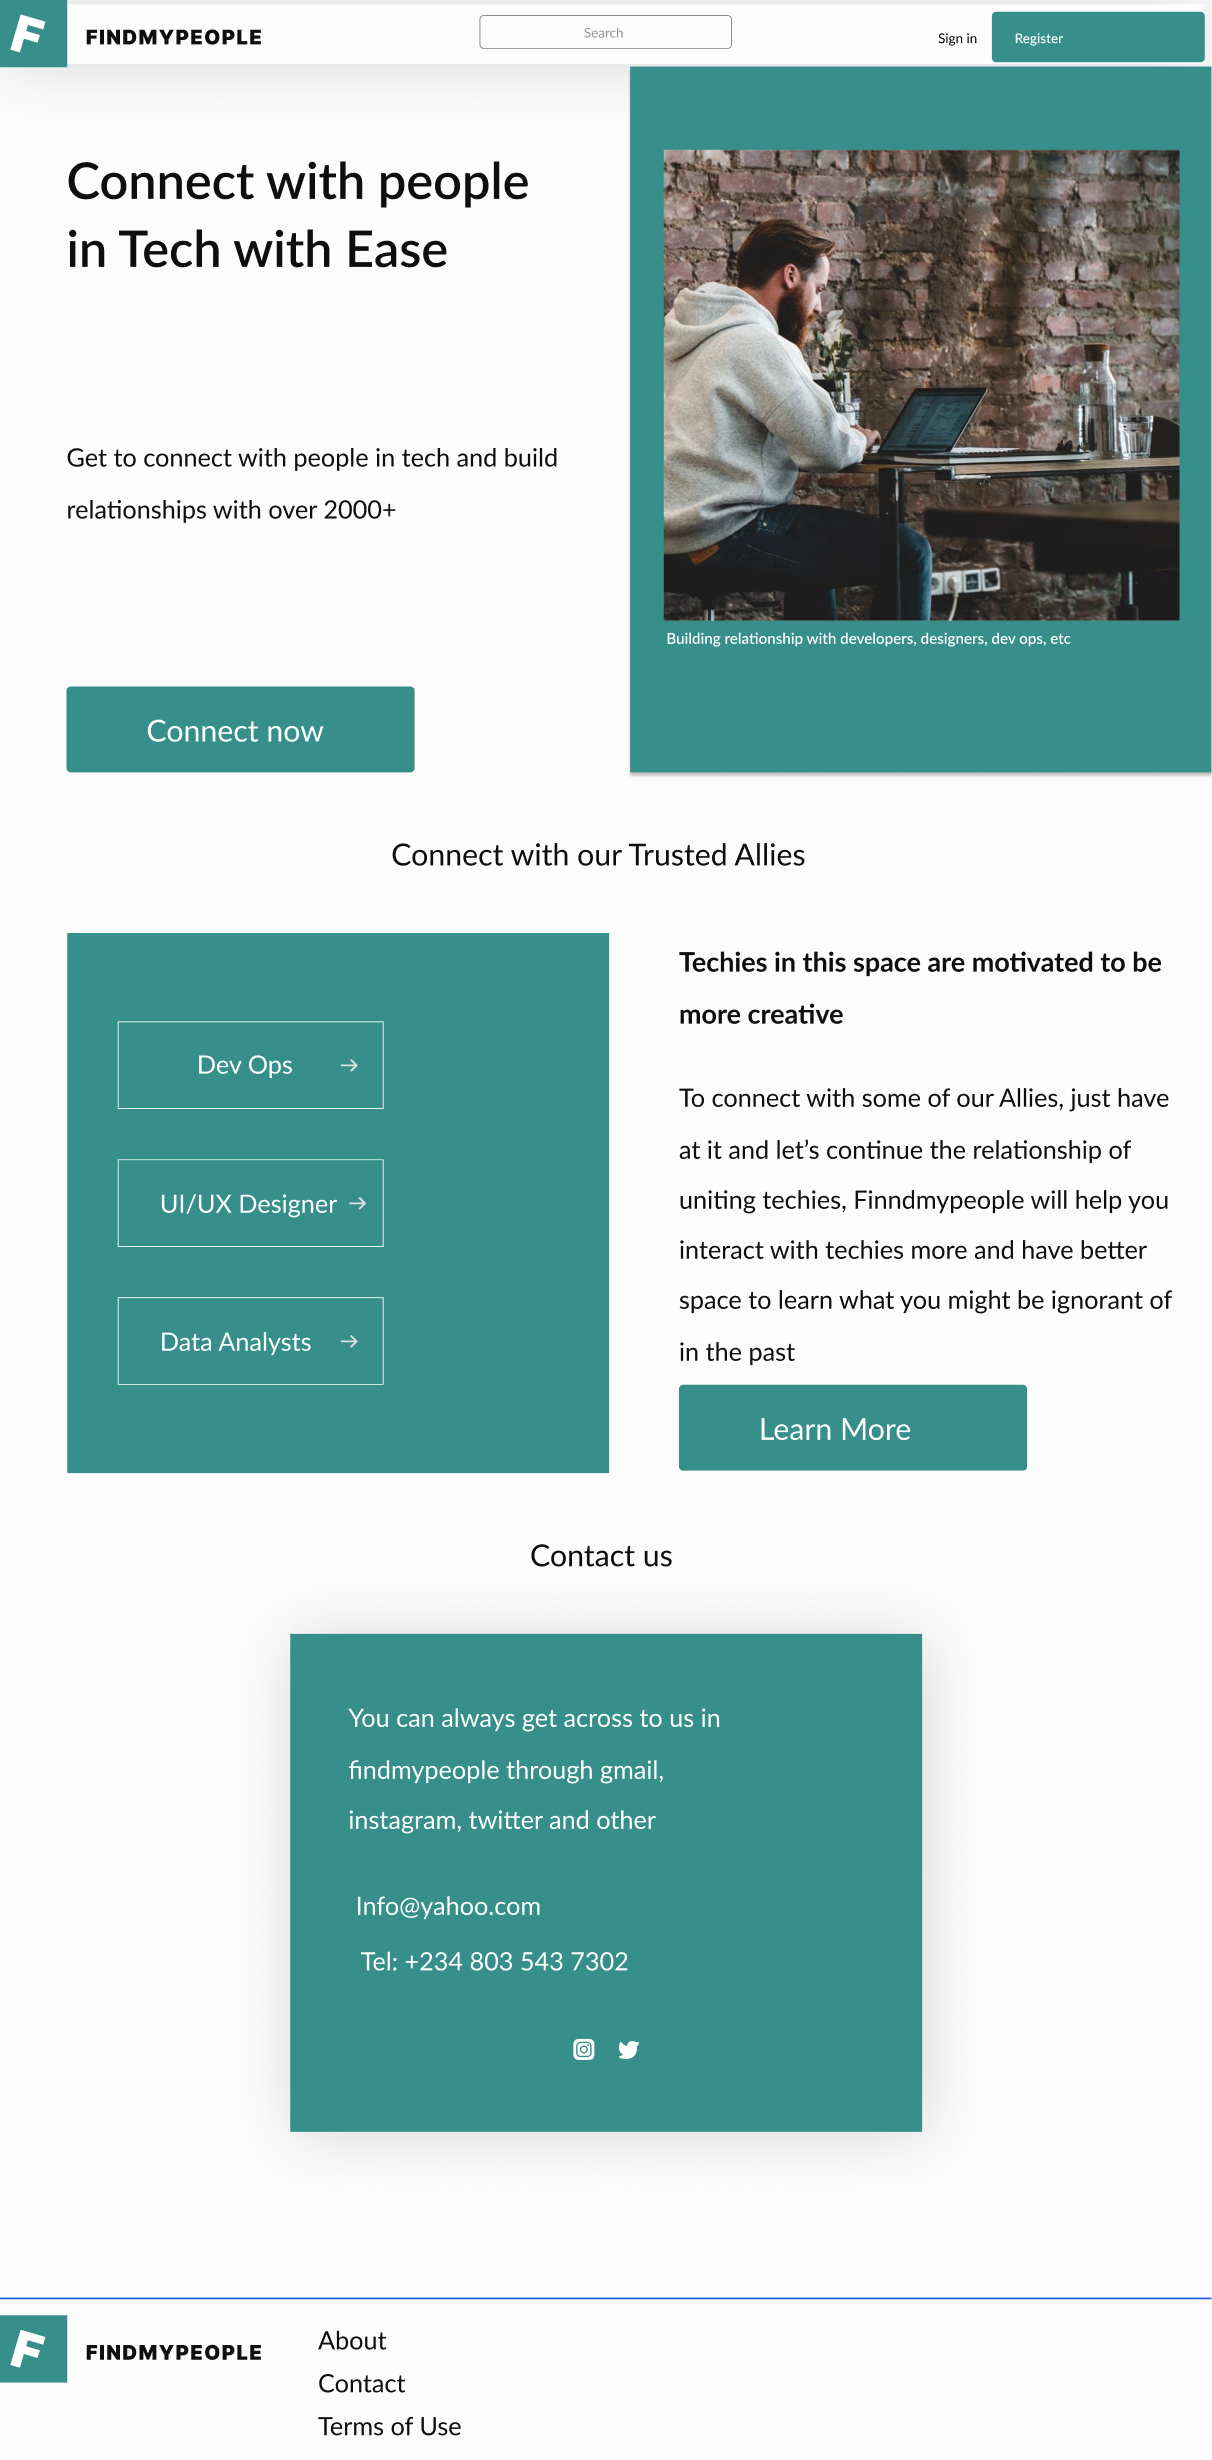 F
FINDMYPEOPLE
Search
Sign in
Register
Connect with people
in Tech with Ease
Get to connect with people in tech and build
relationships with over 2000+
Connect now
Building relationship with developers, designers, dev ops, etc
Connect with our Trusted Allies
Dev Ops
UI/UX Designer
Data Analysts
Techies in this space are motivated to be
more creative
To connect with some of our Allies, just have
at it and let’s continue the relationship of
uniting techies, Finndmypeople will help you
interact with techies more and have better
space to learn what you might be ignorant of
in the past
Learn More
Contact us
You can always get across to us in
findmypeople through gmail,
instagram, twitter and other
Info@yahoo.com
Tel: +234 803 543 7302
F
FINDMYPEOPLE
About
Contact
Terms of Use